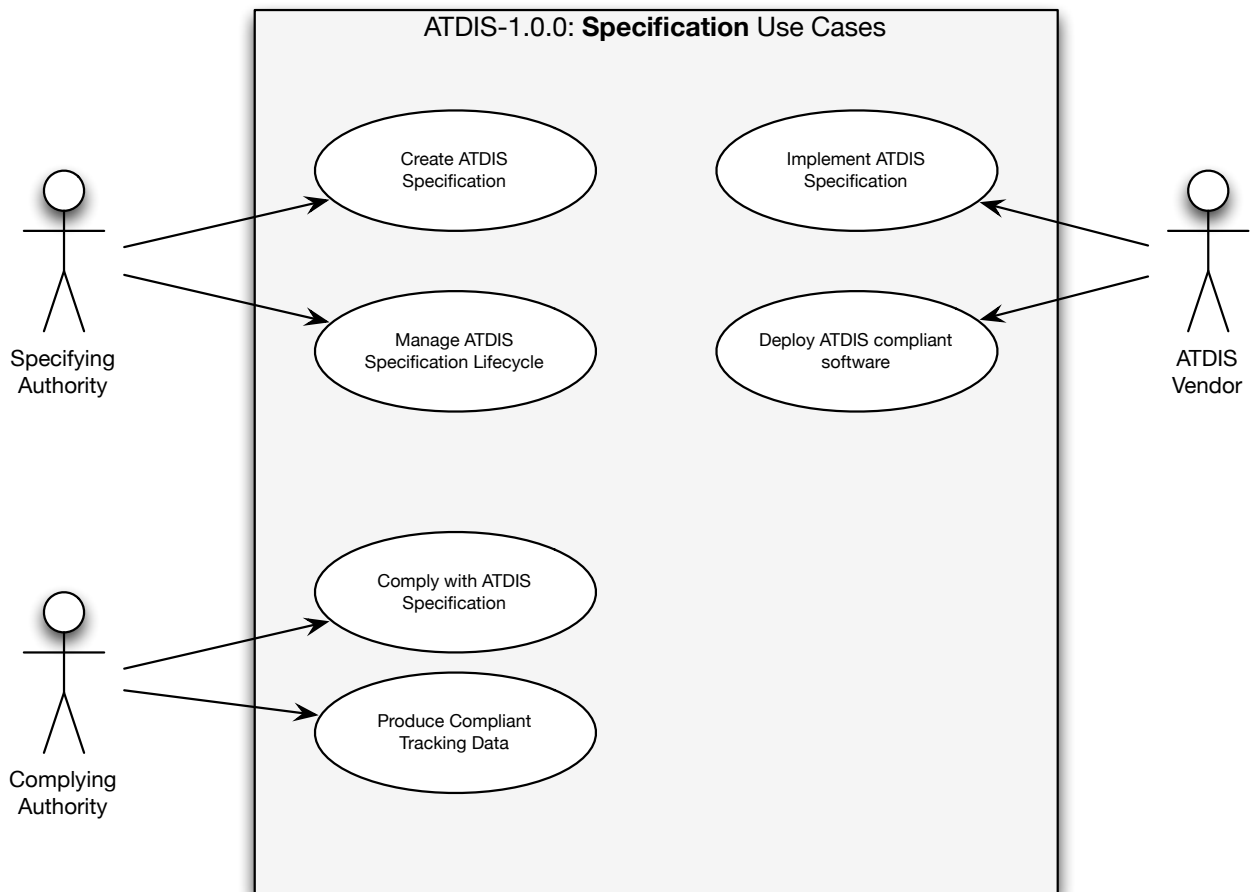 ATDIS-1.0.0: Specification Use Cases
Create ATDIS
Specification
Implement ATDIS
Specification
Specifying
Authority
Manage ATDIS
Specification Lifecycle
Deploy ATDIS compliant
software
ATDIS
Vendor
Comply with ATDIS
Specification
Produce Compliant
Tracking Data
Complying
Authority